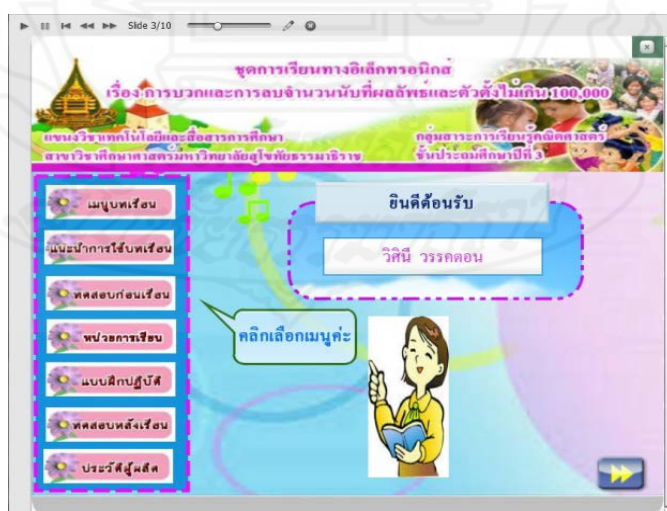 Slide 3/10
ชุดการเรียนทางอิเล็กทรอนิกส์
เรื่อง การบวกและการลบจำนวนนับที่ผลลัพธ์และตัวตั้งไม่เกิน 100,000
แขนงวิชาเทคโนโลยีและสื่อสารการศึกษา
สาขาวิชาศึกษาศาสตร์มหาวิทยาลัยสุโขทัยธรรมาธิราช
กลุ่มสาระการเรียนรู้คณิตศาสตร์
ชั้นประถมศึกษาปีที่ 3
เมนูบทเรียน
แนะนำการใช้บทเรียน
ทดสอบก่อนเรียน
หน่วยการเรียน
แบบฝึกปฏิบัติ
ทดสอบหลังเรียน
ประวัติผู้ผลิต
ยินดีต้อนรับ
วิศินี วรรคตอน
คลิกเลือกเมนูค่ะ